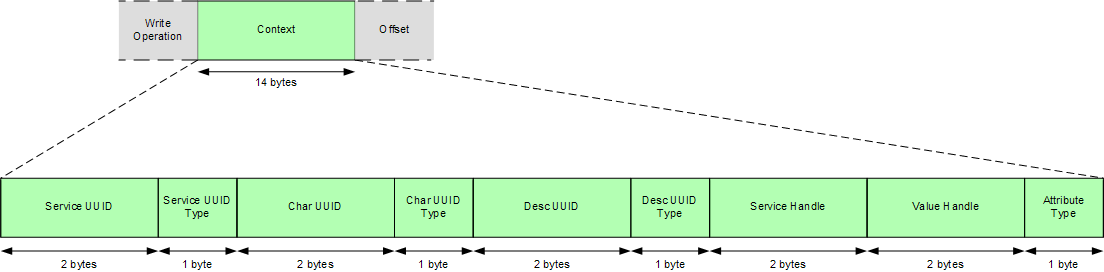 Write
Operation
Context
Offset
14 bytes
Service UUID
Service UUID
Type
Char UUID
Char UUID
Type
Desc UUID
Desc UUID
Type
Service Handle
Value Handle
Attribute
Type
2 bytes
1 byte
2 bytes
1 byte
2 bytes
1 byte
2 bytes
2 bytes
1 byte